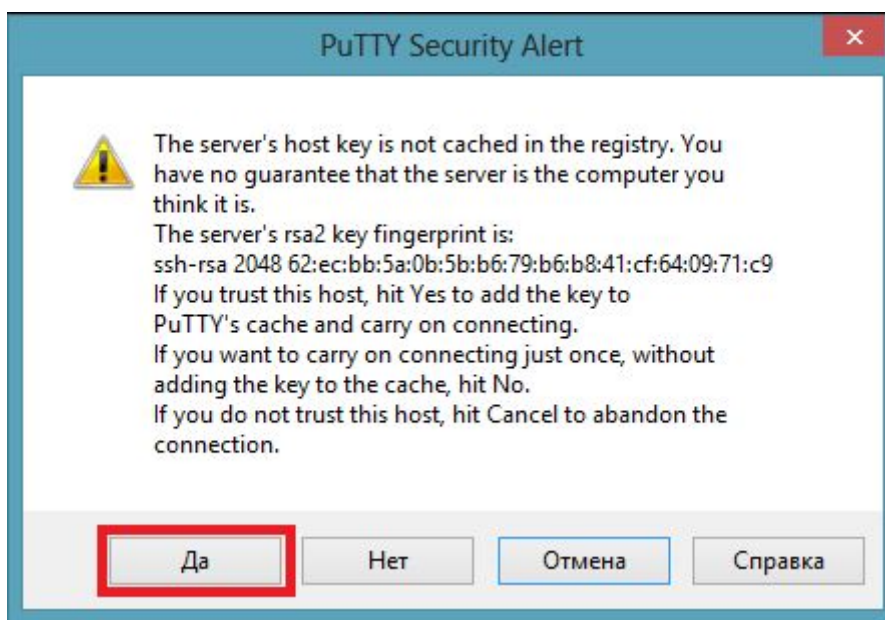 PuTTY Security Alert
The server's host key is not cached in the registry. You
have no guarantee that the server is the computer you
think it is.
The server's rsa2 key fingerprint is:
ssh-rsa 2048 62:ec:bb:5a:0b:5b:b6:79:b6:b8:41:cf:64:09:71:c9
If you trust this host, hit Yes to add the key to
PuTTY's cache and carry on connecting.
If you want to carry on connecting just once, without
adding the key to the cache, hit No.
If you do not trust this host, hit Cancel to abandon the
connection.
Да Нет Отмена Справка